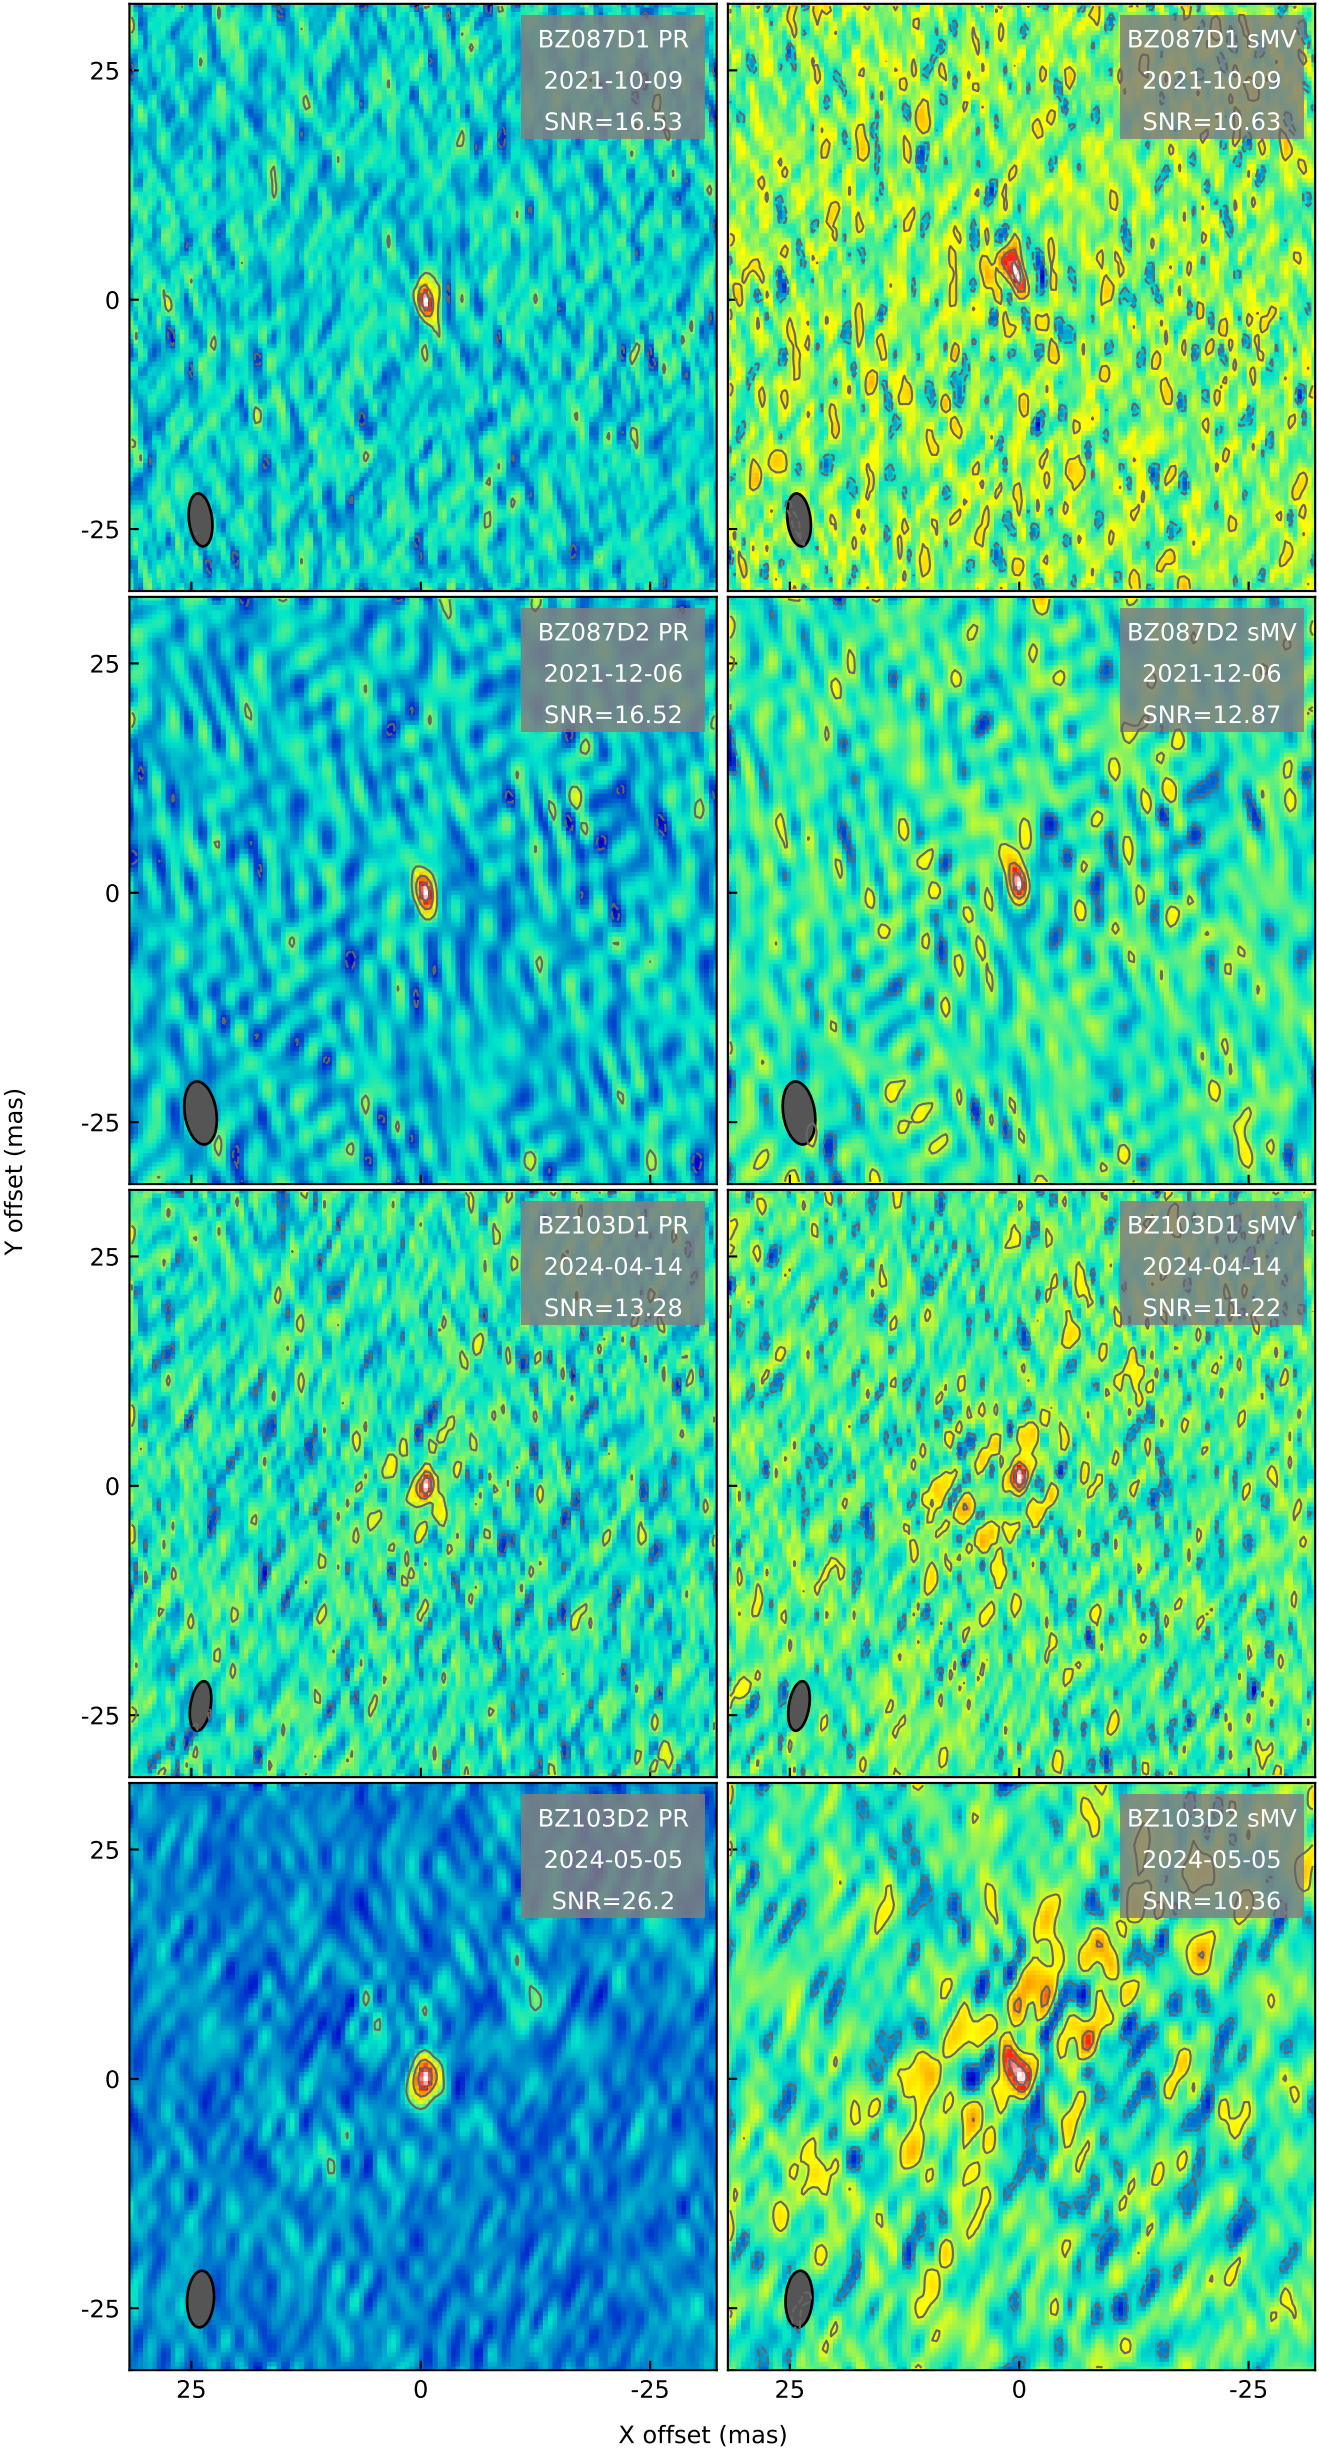 BZ087D1 PR
2021-10-09
SNR=16.53
BZ087D1 sMV
2021-10-09
SNR=10.63
25
0
-25
BZ087D2 PR
2021-12-06
SNR=16.52
BZ087D2 sMV
2021-12-06
SNR=12.87
25
0
-25
Y offset (mas)
BZ103D1 PR
2024-04-14
SNR=13.28
BZ103D1 sMV
2024-04-14
SNR=11.22
25
0
-25
BZ103D2 PR
2024-05-05
SNR=26.2
BZ103D2 sMV
2024-05-05
SNR=10.36
25
0
-25
25 0 -25 25 0 -25
X offset (mas)